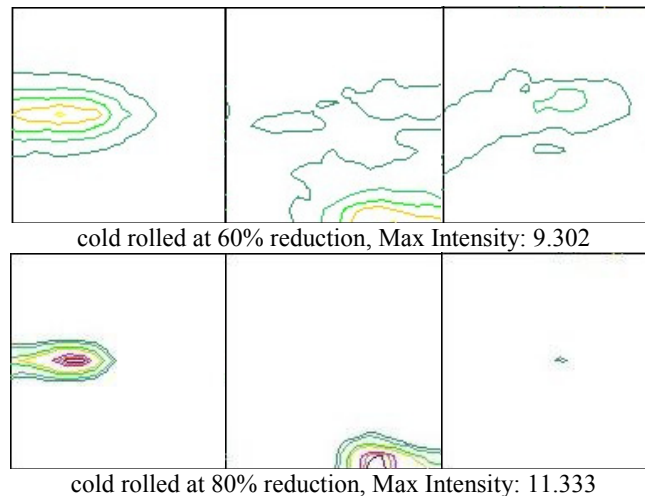 cold rolled at 60% reduction, Max Intensity: 9.302
cold rolled at 80% reduction, Max Intensity: 11.333